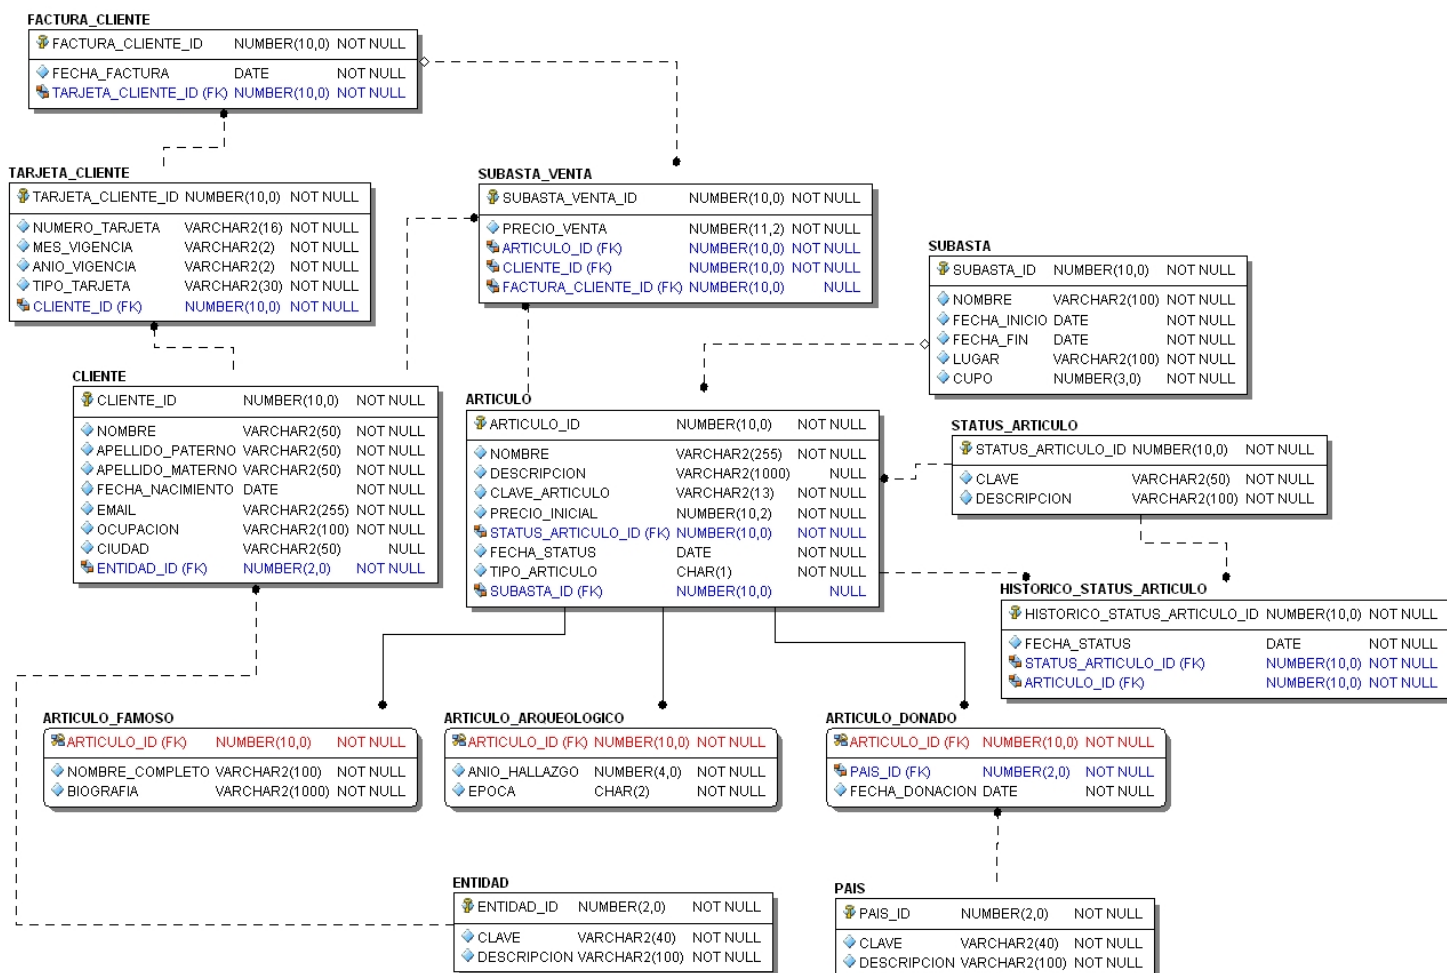 FACTURA_CLIENTE
FACTURA_CLIENTE_ID NUMBER(10,0) NOT NULL
FECHA_FACTURA DATE NOT NULL
TARJETA_CLIENTE_ID (FK) NUMBER(10,0) NOT NULL
TARJETA_CLIENTE
TARJETA_CLIENTE_ID NUMBER(10,0) NOT NULL
NUMERO_TARJETA VARCHAR2(16) NOT NULL
MES_VIGENCIA VARCHAR2(2) NOT NULL
ANIO_VIGENCIA VARCHAR2(2) NOT NULL
TIPO_TARJETA VARCHAR2(30) NOT NULL
CLIENTE_ID (FK) NUMBER(10,0) NOT NULL
SUBASTA_VENTA
SUBASTA_VENTA_ID NUMBER(10,0) NOT NULL
PRECIO_VENTA NUMBER(11,2) NOT NULL
ARTICULO_ID (FK) NUMBER(10,0) NOT NULL
CLIENTE_ID (FK) NUMBER(10,0) NOT NULL
FACTURA_CLIENTE_ID (FK) NUMBER(10,0) NULL
SUBASTA
SUBASTA_ID NUMBER(10,0) NOT NULL
NOMBRE VARCHAR2(100) NOT NULL
FECHA_INICIO DATE NOT NULL
FECHA_FIN DATE NOT NULL
LUGAR VARCHAR2(100) NOT NULL
CUPO NUMBER(3,0) NOT NULL
CLIENTE
CLIENTE_ID NUMBER(10,0) NOT NULL
NOMBRE VARCHAR2(50) NOT NULL
APELLIDO_PATERNO VARCHAR2(50) NOT NULL
APELLIDO_MATERNO VARCHAR2(50) NOT NULL
FECHA_NACIMIENTO DATE NOT NULL
EMAIL VARCHAR2(255) NOT NULL
OCUPACION VARCHAR2(100) NOT NULL
CIUDAD VARCHAR2(50) NULL
ENTIDAD_ID (FK) NUMBER(2,0) NOT NULL
ARTICULO
ARTICULO_ID NUMBER(10,0) NOT NULL
NOMBRE VARCHAR2(255) NOT NULL
DESCRIPCION VARCHAR2(1000) NULL
CLAVE_ARTICULO VARCHAR2(13) NOT NULL
PRECIO_INICIAL NUMBER(10,2) NOT NULL
STATUS_ARTICULO_ID (FK) NUMBER(10,0) NOT NULL
FECHA_STATUS DATE NOT NULL
TIPO_ARTICULO CHAR(1) NOT NULL
SUBASTA_ID (FK) NUMBER(10,0) NULL
STATUS_ARTICULO
STATUS_ARTICULO_ID NUMBER(10,0) NOT NULL
CLAVE VARCHAR2(50) NOT NULL
DESCRIPCION VARCHAR2(100) NOT NULL
HISTORICO_STATUS_ARTICULO
HISTORICO_STATUS_ARTICULO_ID NUMBER(10,0) NOT NULL
FECHA_STATUS DATE NOT NULL
STATUS_ARTICULO_ID (FK) NUMBER(10,0) NOT NULL
ARTICULO_ID (FK) NUMBER(10,0) NOT NULL
ARTICULO_FAMOSO
ARTICULO_ID (FK) NUMBER(10,0) NOT NULL
NOMBRE_COMPLETO VARCHAR2(100) NOT NULL
BIOGRAFIA VARCHAR2(1000) NOT NULL
ARTICULO_ARQUEOLOGICO
ARTICULO_ID (FK) NUMBER(10,0) NOT NULL
ANIO_HALLAZGO NUMBER(4,0) NOT NULL
EPOCA CHAR(2) NOT NULL
ARTICULO_DONADO
ARTICULO_ID (FK) NUMBER(10,0) NOT NULL
PAIS_ID (FK) NUMBER(2,0) NOT NULL
FECHA_DONACION DATE NOT NULL
ENTIDAD
ENTIDAD_ID NUMBER(2,0) NOT NULL
CLAVE VARCHAR2(40) NOT NULL
DESCRIPCION VARCHAR2(100) NOT NULL
PAIS
PAIS_ID NUMBER(2,0) NOT NULL
CLAVE VARCHAR2(40) NOT NULL
DESCRIPCION VARCHAR2(100) NOT NULL